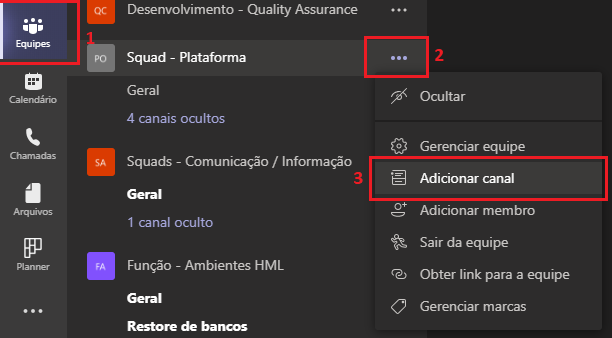 QC Desenvolvimento - Quality Assurance ...
1
Equipes
PO Squad - Plataforma ... 2
Geral
4 canais ocultos
Calendário
Chamadas
SA Squads - Comunicação / Informação
Geral
1 canal oculto
Arquivos
Planner
FA Função - Ambientes HML
Geral
Restore de bancos
...
Ocultar
Gerenciar equipe
3 Adicionar canal
Adicionar membro
Sair da equipe
Obter link para a equipe
Gerenciar marcas